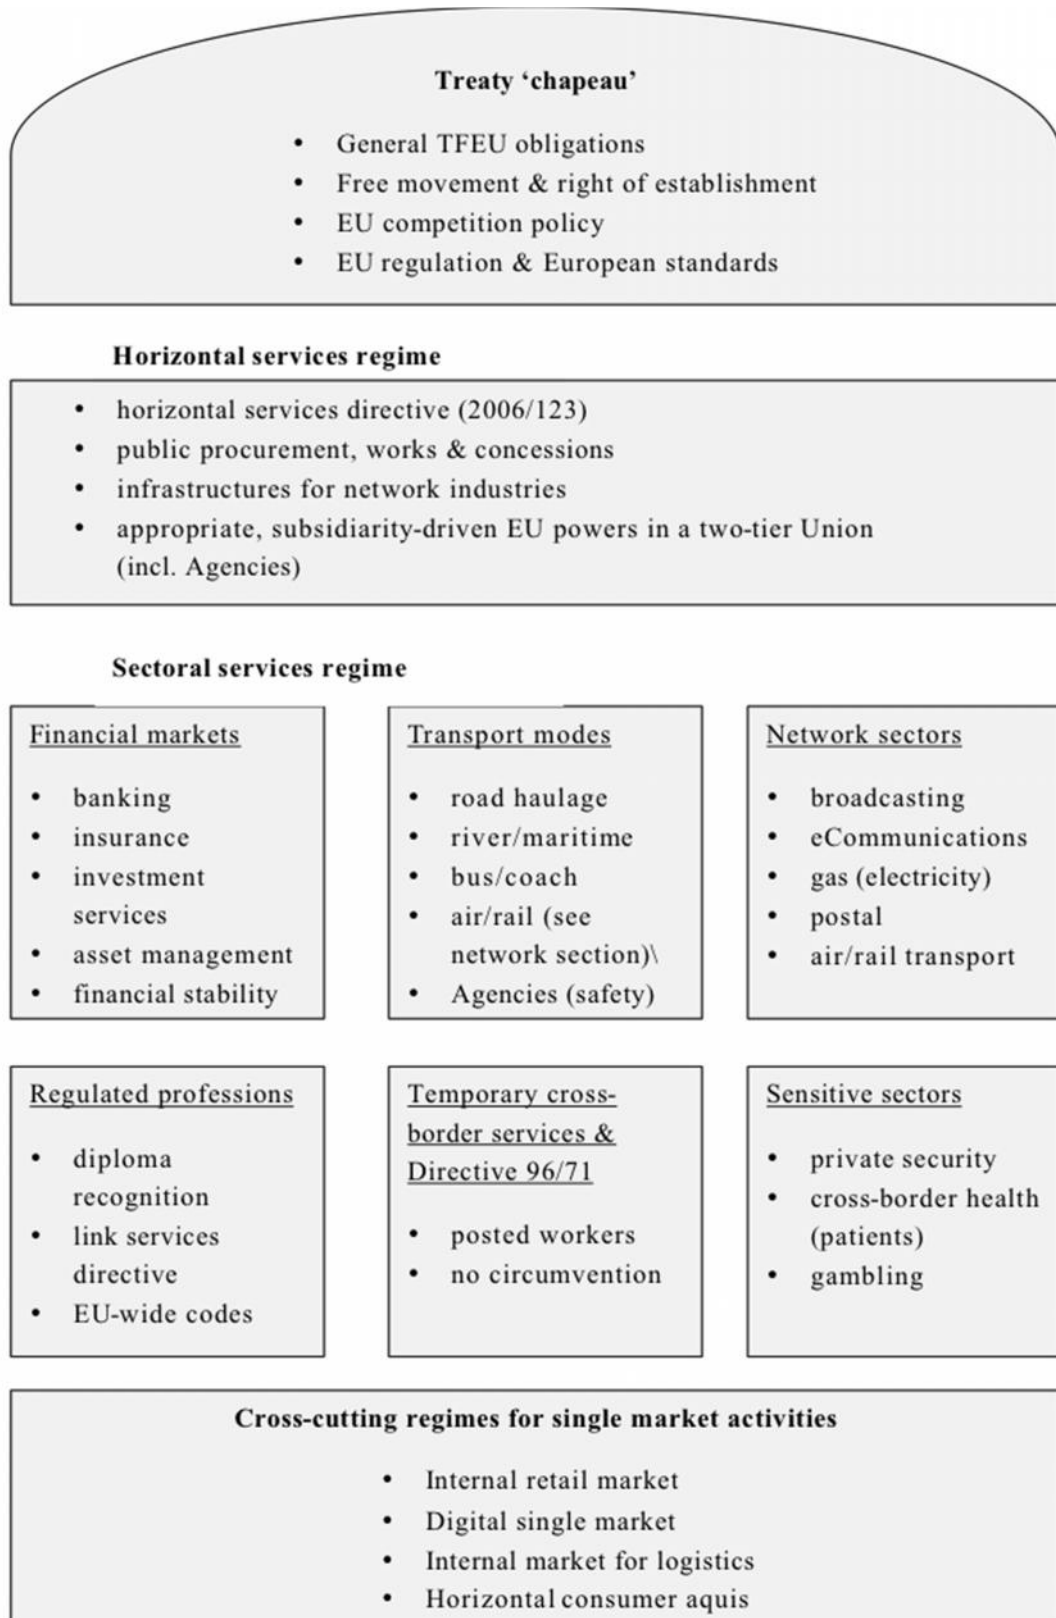 Treaty ‘chapeau’
• General TFEU obligations
• Free movement & right of establishment
• EU competition policy
• EU regulation & European standards
Horizontal services regime
• horizontal services directive (2006/123)
• public procurement, works & concessions
• infrastructures for network industries
• appropriate, subsidiarity-driven EU powers in a two-tier Union
(incl. Agencies)
Sectoral services regime
Financial markets
• banking
• insurance
• investment
services
• asset management
• financial stability
Transport modes
• road haulage
• river/maritime
• bus/coach
• air/rail (see
network section)\
• Agencies (safety)
Network sectors
• broadcasting
• eCommunications
• gas (electricity)
• postal
• air/rail transport
Regulated professions
• diploma
recognition
• link services
directive
• EU-wide codes
Temporary cross-
border services &
Directive 96/71
• posted workers
• no circumvention
Sensitive sectors
• private security
• cross-border health
(patients)
• gambling
Cross-cutting regimes for single market activities
• Internal retail market
• Digital single market
• Internal market for logistics
• Horizontal consumer aquis